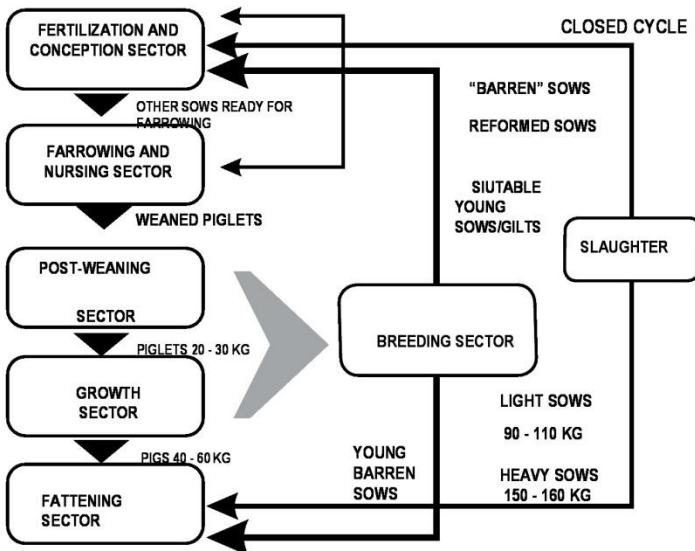 FERTILIZATION AND
CONCEPTION SECTOR
CLOSED CYCLE
"BARREN" SOWS
OTHER SOWS READY FOR
FARROWING
REFORMED SOWS
FARROWING AND
NURSING SECTOR
SIUTABLE
YOUNG
SOWS/GILTS
WEANED PIGLETS
SLAUGHTER
POST-WEANING
SECTOR
BREEDING SECTOR
PIGLETS 20 - 30 KG
GROWTH
SECTOR
LIGHT SOWS
90 - 110 KG
PIGS 40 - 60 KG
YOUNG
BARREN
SOWS
HEAVY SOWS
150 - 160 KG
FATTENING
SECTOR